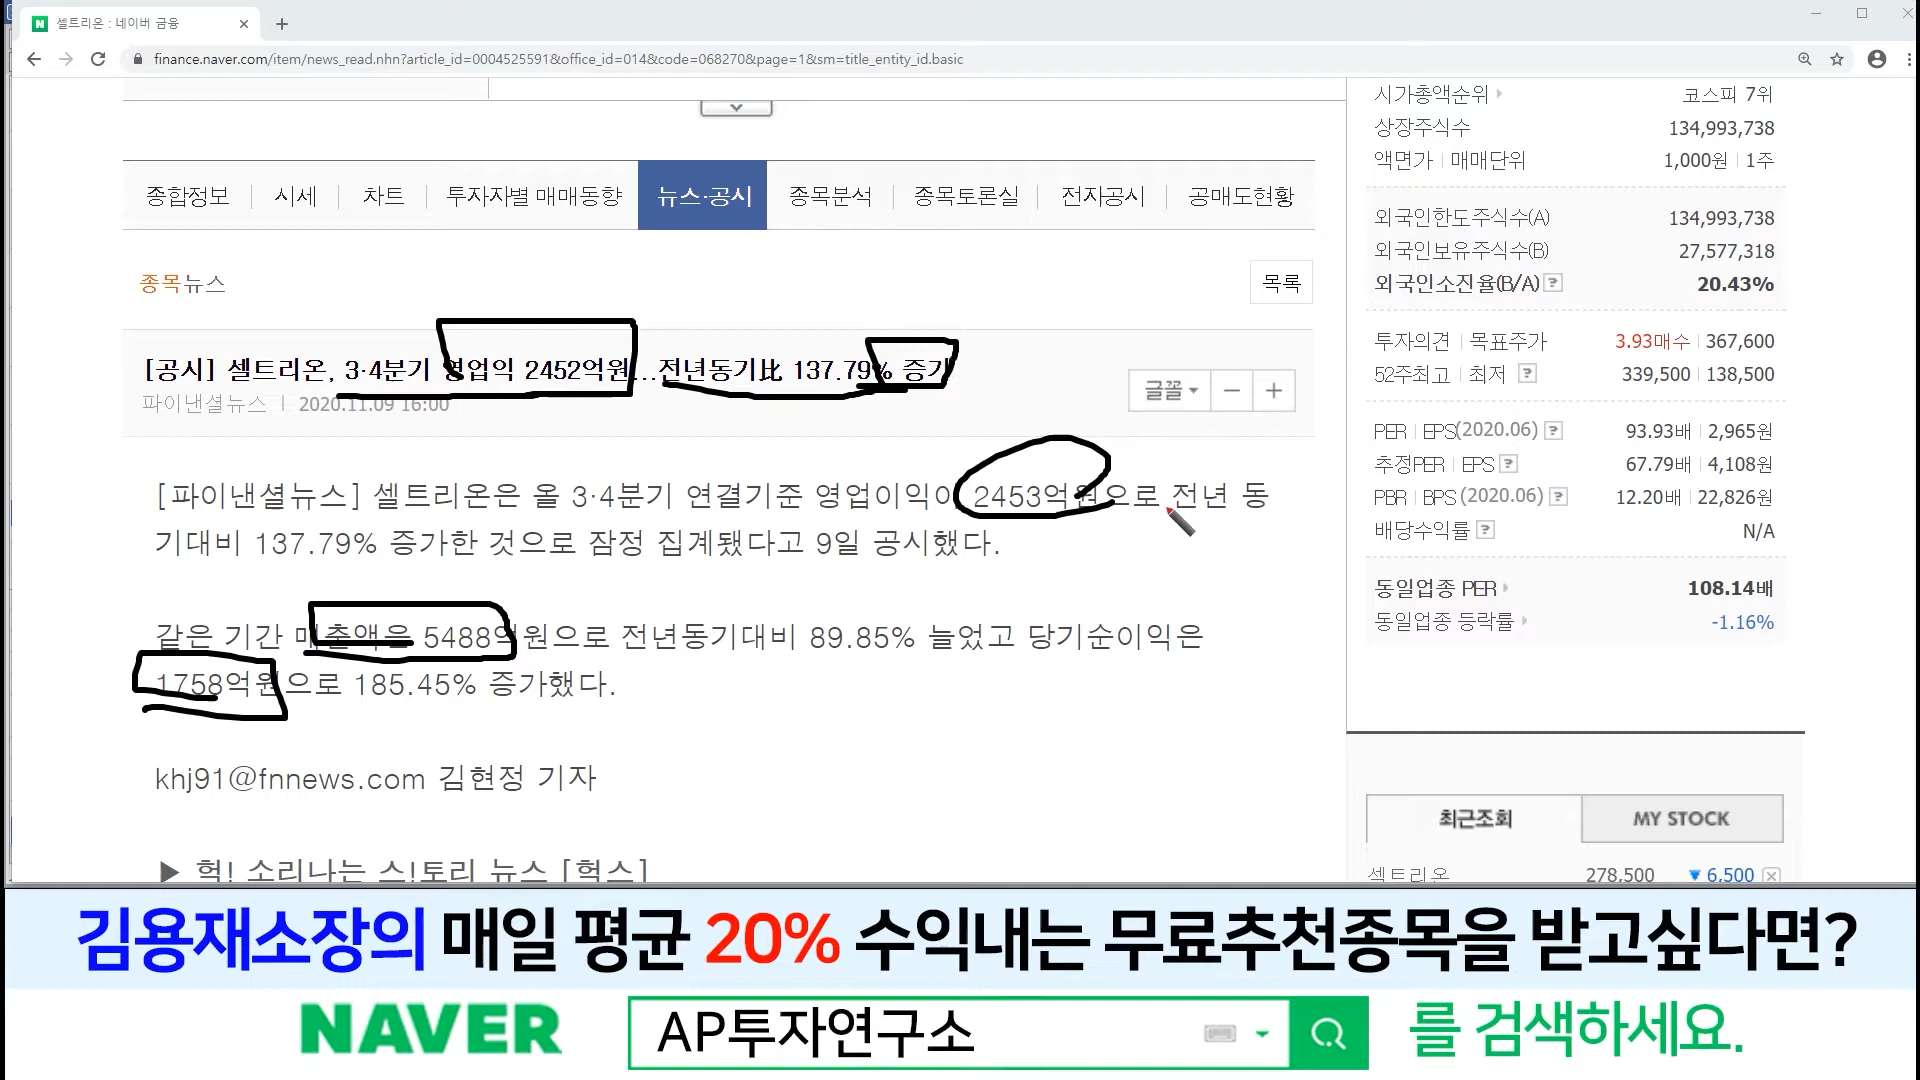 셀트리온 : 네이버 금융
finance.naver.com/item/news_read.nhn?article_id=0004525591&office_id=014&code=068270&page=1&sm=title_entity_id.basic
종합정보 시세 차트 투자자별 매매동향 뉴스·공시 종목분석 종목토론실 전자공시 공매도현황
종목뉴스
목록
[공시] 셀트리온, 3·4분기 영업익 2452억원…전년동기比 137.79% 증가
파이낸셜뉴스 | 2020.11.09 16:00
글꼴
[파이낸셜뉴스] 셀트리온은 올 3·4분기 연결기준 영업이익이 2453억원으로 전년 동
기대비 137.79% 증가한 것으로 잠정 집계됐다고 9일 공시했다.
같은 기간 매출액은 5488억원으로 전년동기대비 89.85% 늘었고 당기순이익은
1758억원으로 185.45% 증가했다.
khj91@fnnews.com 김현정 기자
▶ 헉! 소리나는 스!토리 뉴스 [헉스]
시가총액순위 코스피 7위
상장주식수 134,993,738
액면가 | 매매단위 1,000원 | 1주
외국인한도주식수(A) 134,993,738
외국인보유주식수(B) 27,577,318
외국인소진율(B/A) ? 20.43%
투자의견 | 목표주가 3.93매수 | 367,600
52주최고 | 최저 ? 339,500 | 138,500
PER | EPS(2020.06) ? 93.93배 | 2,965원
추정PER | EPS ? 67.79배 | 4,108원
PBR | BPS (2020.06) ? 12.20배 | 22,826원
배당수익률 ? N/A
동일업종 PER 108.14배
동일업종 등락률 -1.16%
최근조회 MY STOCK
셀트리온 278,500 ▼ 6,500
김용재소장의 매일 평균 20% 수익내는 무료추천종목을 받고싶다면?
NAVER AP투자연구소 를 검색하세요.